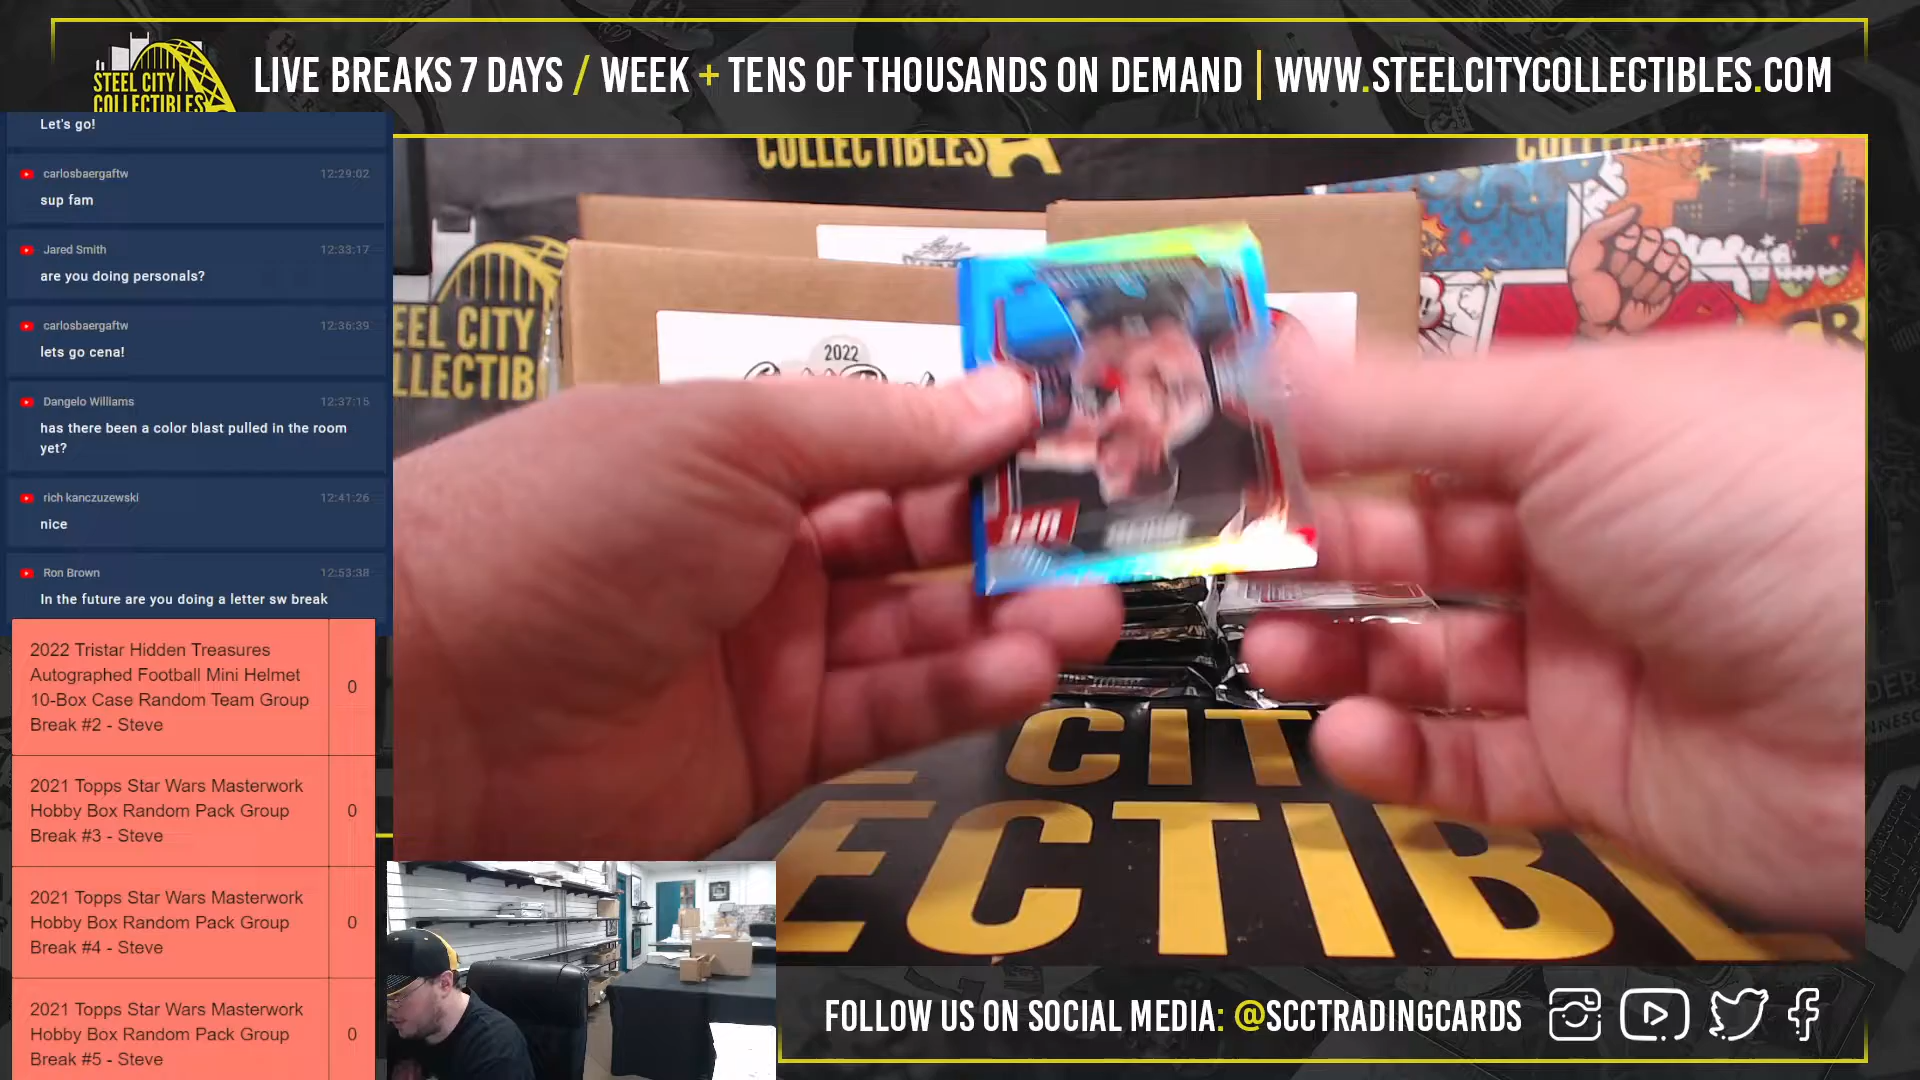 STEEL CITY
COLLECTIBLES
LIVE BREAKS 7 DAYS / WEEK + TENS OF THOUSANDS ON DEMAND | WWW.STEELCITYCOLLECTIBLES.COM
Let's go!
carlosbaergaftw 12:29:02
sup fam
Jared Smith 12:33:17
are you doing personals?
carlosbaergaftw 12:36:39
lets go cena!
Dangelo Williams 12:37:15
has there been a color blast pulled in the room
yet?
rich kanczuzewski 12:41:26
nice
Ron Brown 12:53:38
In the future are you doing a letter sw break
2022 Tristar Hidden Treasures
Autographed Football Mini Helmet
10-Box Case Random Team Group
Break #2 - Steve
0
2021 Topps Star Wars Masterwork
Hobby Box Random Pack Group
Break #3 - Steve
0
2021 Topps Star Wars Masterwork
Hobby Box Random Pack Group
Break #4 - Steve
0
2021 Topps Star Wars Masterwork
Hobby Box Random Pack Group
Break #5 - Steve
0
COLLECTIBLES
COLLECTIBLES
EEL CITY
LLECTIB
2022
CIT
ECTIBL
FOLLOW US ON SOCIAL MEDIA: @SCCTRADINGCARDS